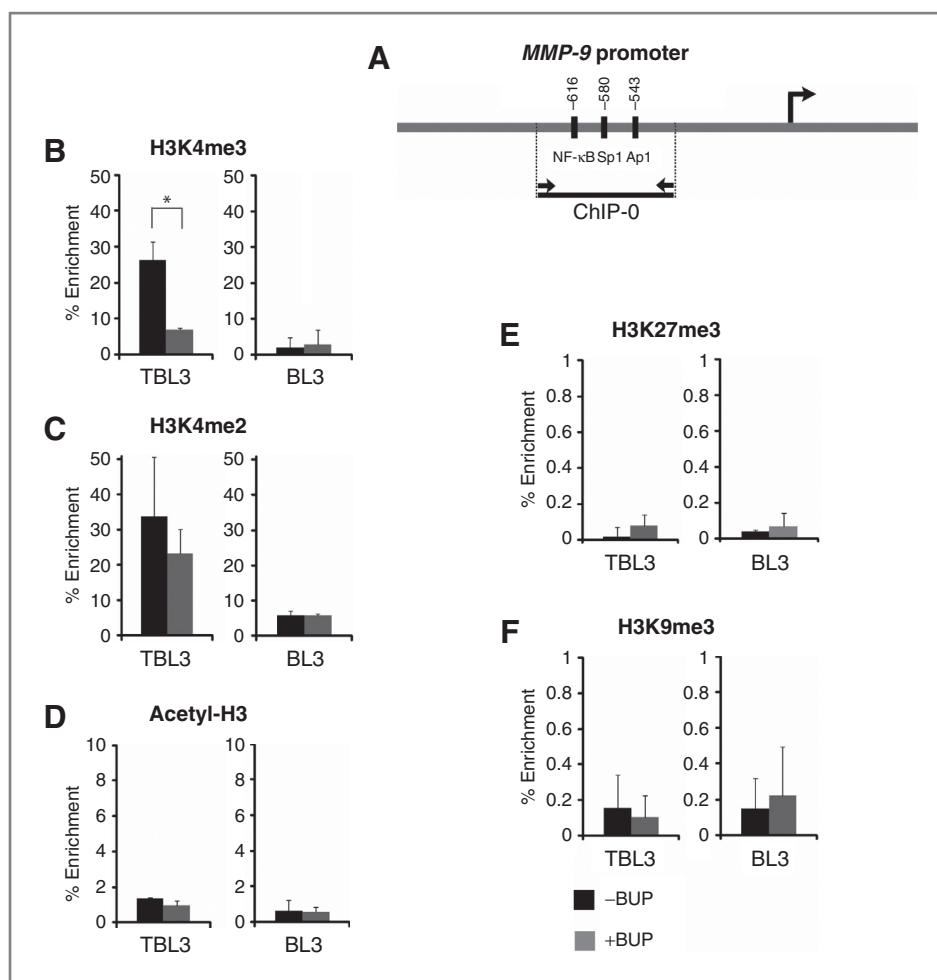 A
MMP-9 promoter
–616
–580
–543
NF-κB Sp1 Ap1
ChIP-0
B
H3K4me3
% Enrichment
50
40
30
20
10
0
*
TBL3
50
40
30
20
10
0
BL3
C
H3K4me2
% Enrichment
50
40
30
20
10
0
TBL3
50
40
30
20
10
0
BL3
D
Acetyl-H3
% Enrichment
10
8
6
4
2
0
TBL3
10
8
6
4
2
0
BL3
E
H3K27me3
% Enrichment
1
0.8
0.6
0.4
0.2
0
TBL3
1
0.8
0.6
0.4
0.2
0
BL3
F
H3K9me3
% Enrichment
1
0.8
0.6
0.4
0.2
0
TBL3
1
0.8
0.6
0.4
0.2
0
BL3
–BUP
+BUP